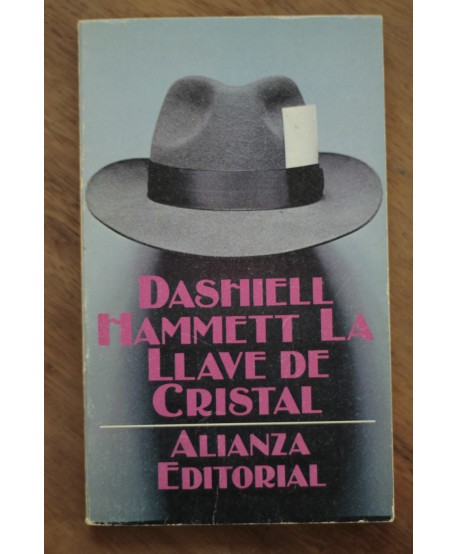 DASHIELL
HAMMETT LA
LLAVE DE
CRISTAL
ALIANZA
EDITORIAL